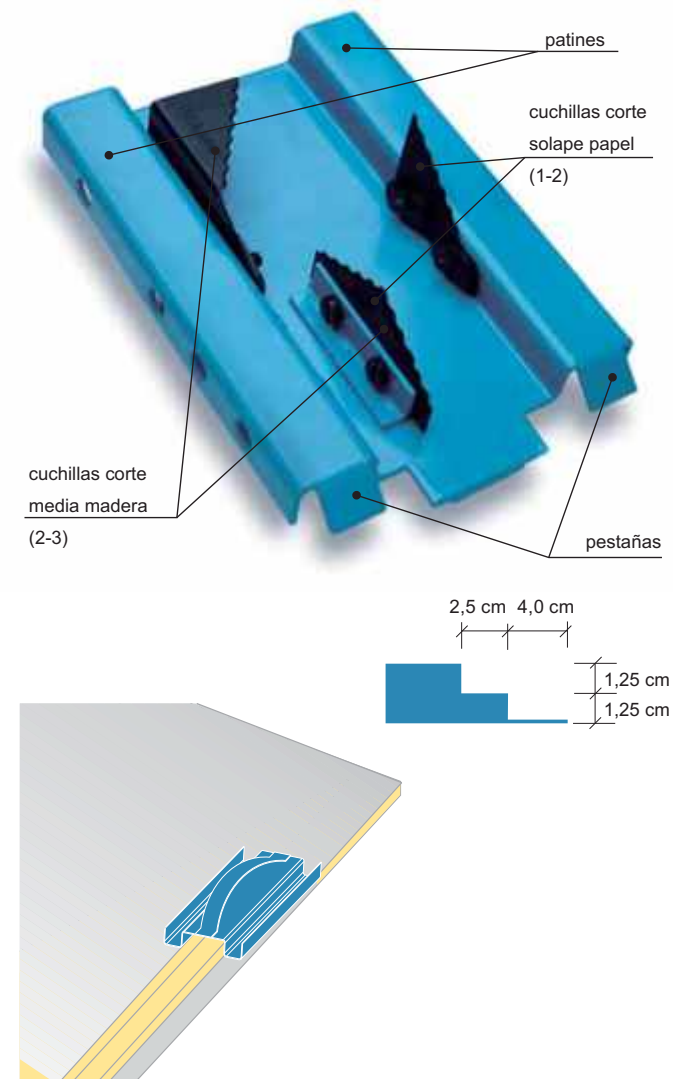 patines
cuchillas corte
solape papel
(1-2)
cuchillas corte
media madera
(2-3)
pestañas
2,5 cm 4,0 cm
1,25 cm
1,25 cm